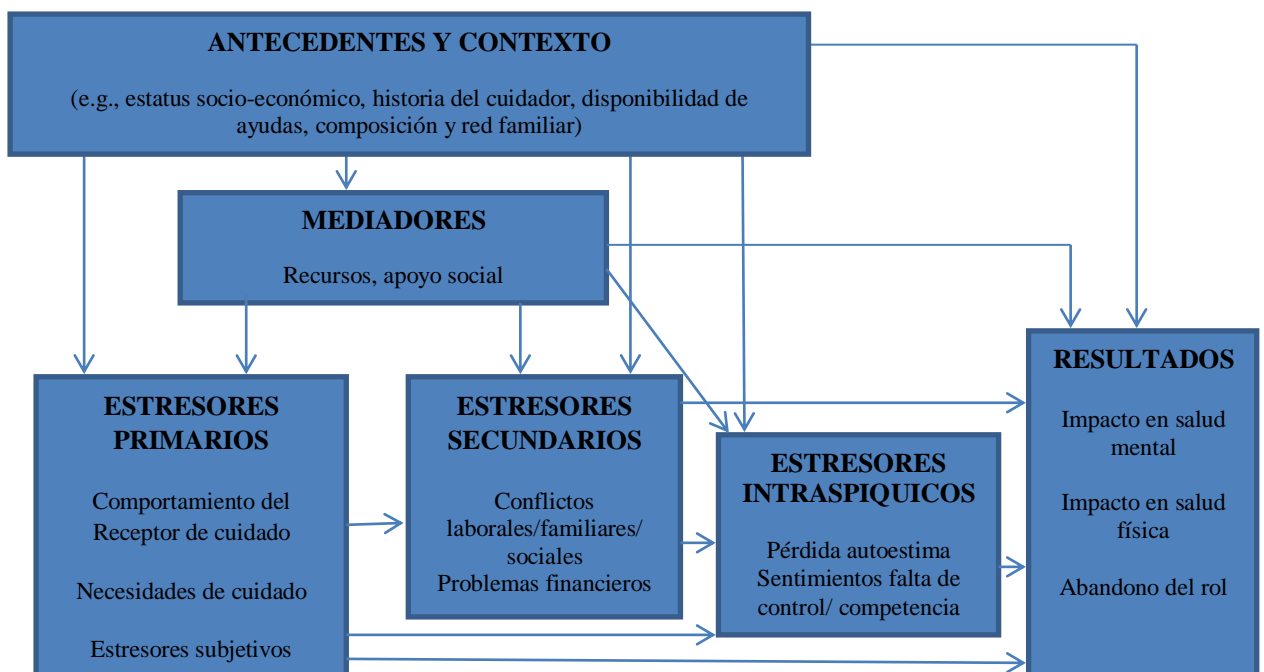 ANTECEDENTES Y CONTEXTO
(e.g., estatus socio-económico, historia del cuidador, disponibilidad de
ayudas, composición y red familiar)
MEDIADORES
Recursos, apoyo social
ESTRESORES
PRIMARIOS
Comportamiento del
Receptor de cuidado
Necesidades de cuidado
Estresores subjetivos
ESTRESORES
SECUNDARIOS
Conflictos
laborales/familiares/
sociales
Problemas financieros
ESTRESORES
INTRASPIQUICOS
Pérdida autoestima
Sentimientos falta de
control/ competencia
RESULTADOS
Impacto en salud
mental
Impacto en salud
física
Abandono del rol